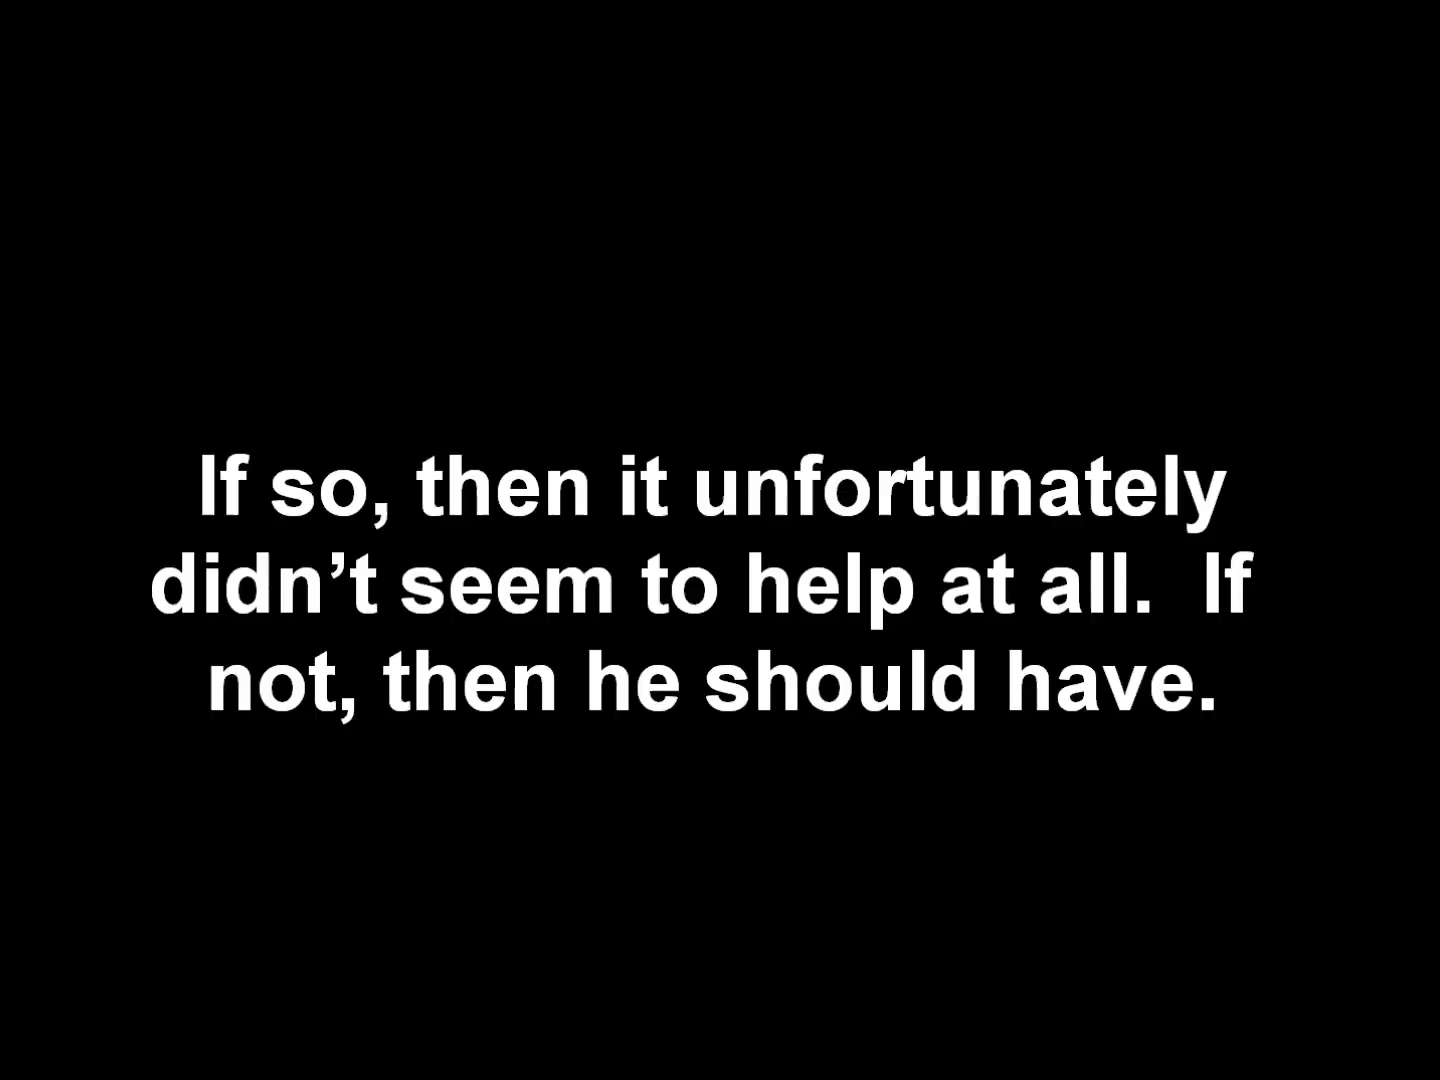 If so, then it unfortunately
didn’t seem to help at all.  If
not, then he should have.